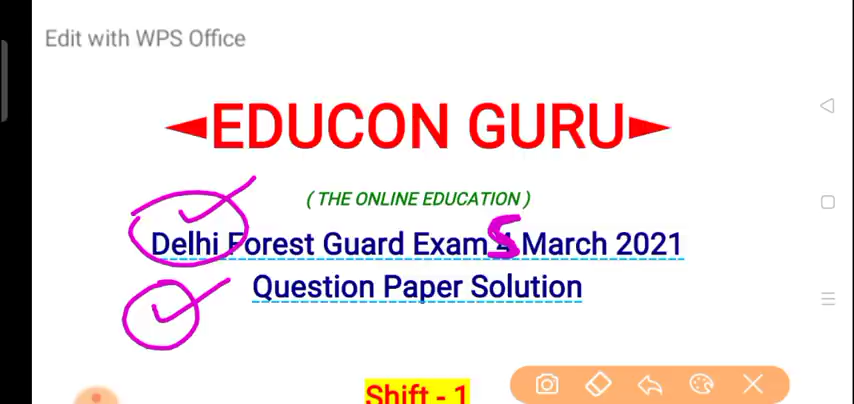 Edit with WPS Office
EDUCON GURU
( THE ONLINE EDUCATION )
Delhi Forest Guard Exam 5 March 2021
Question Paper Solution
Shift - 1